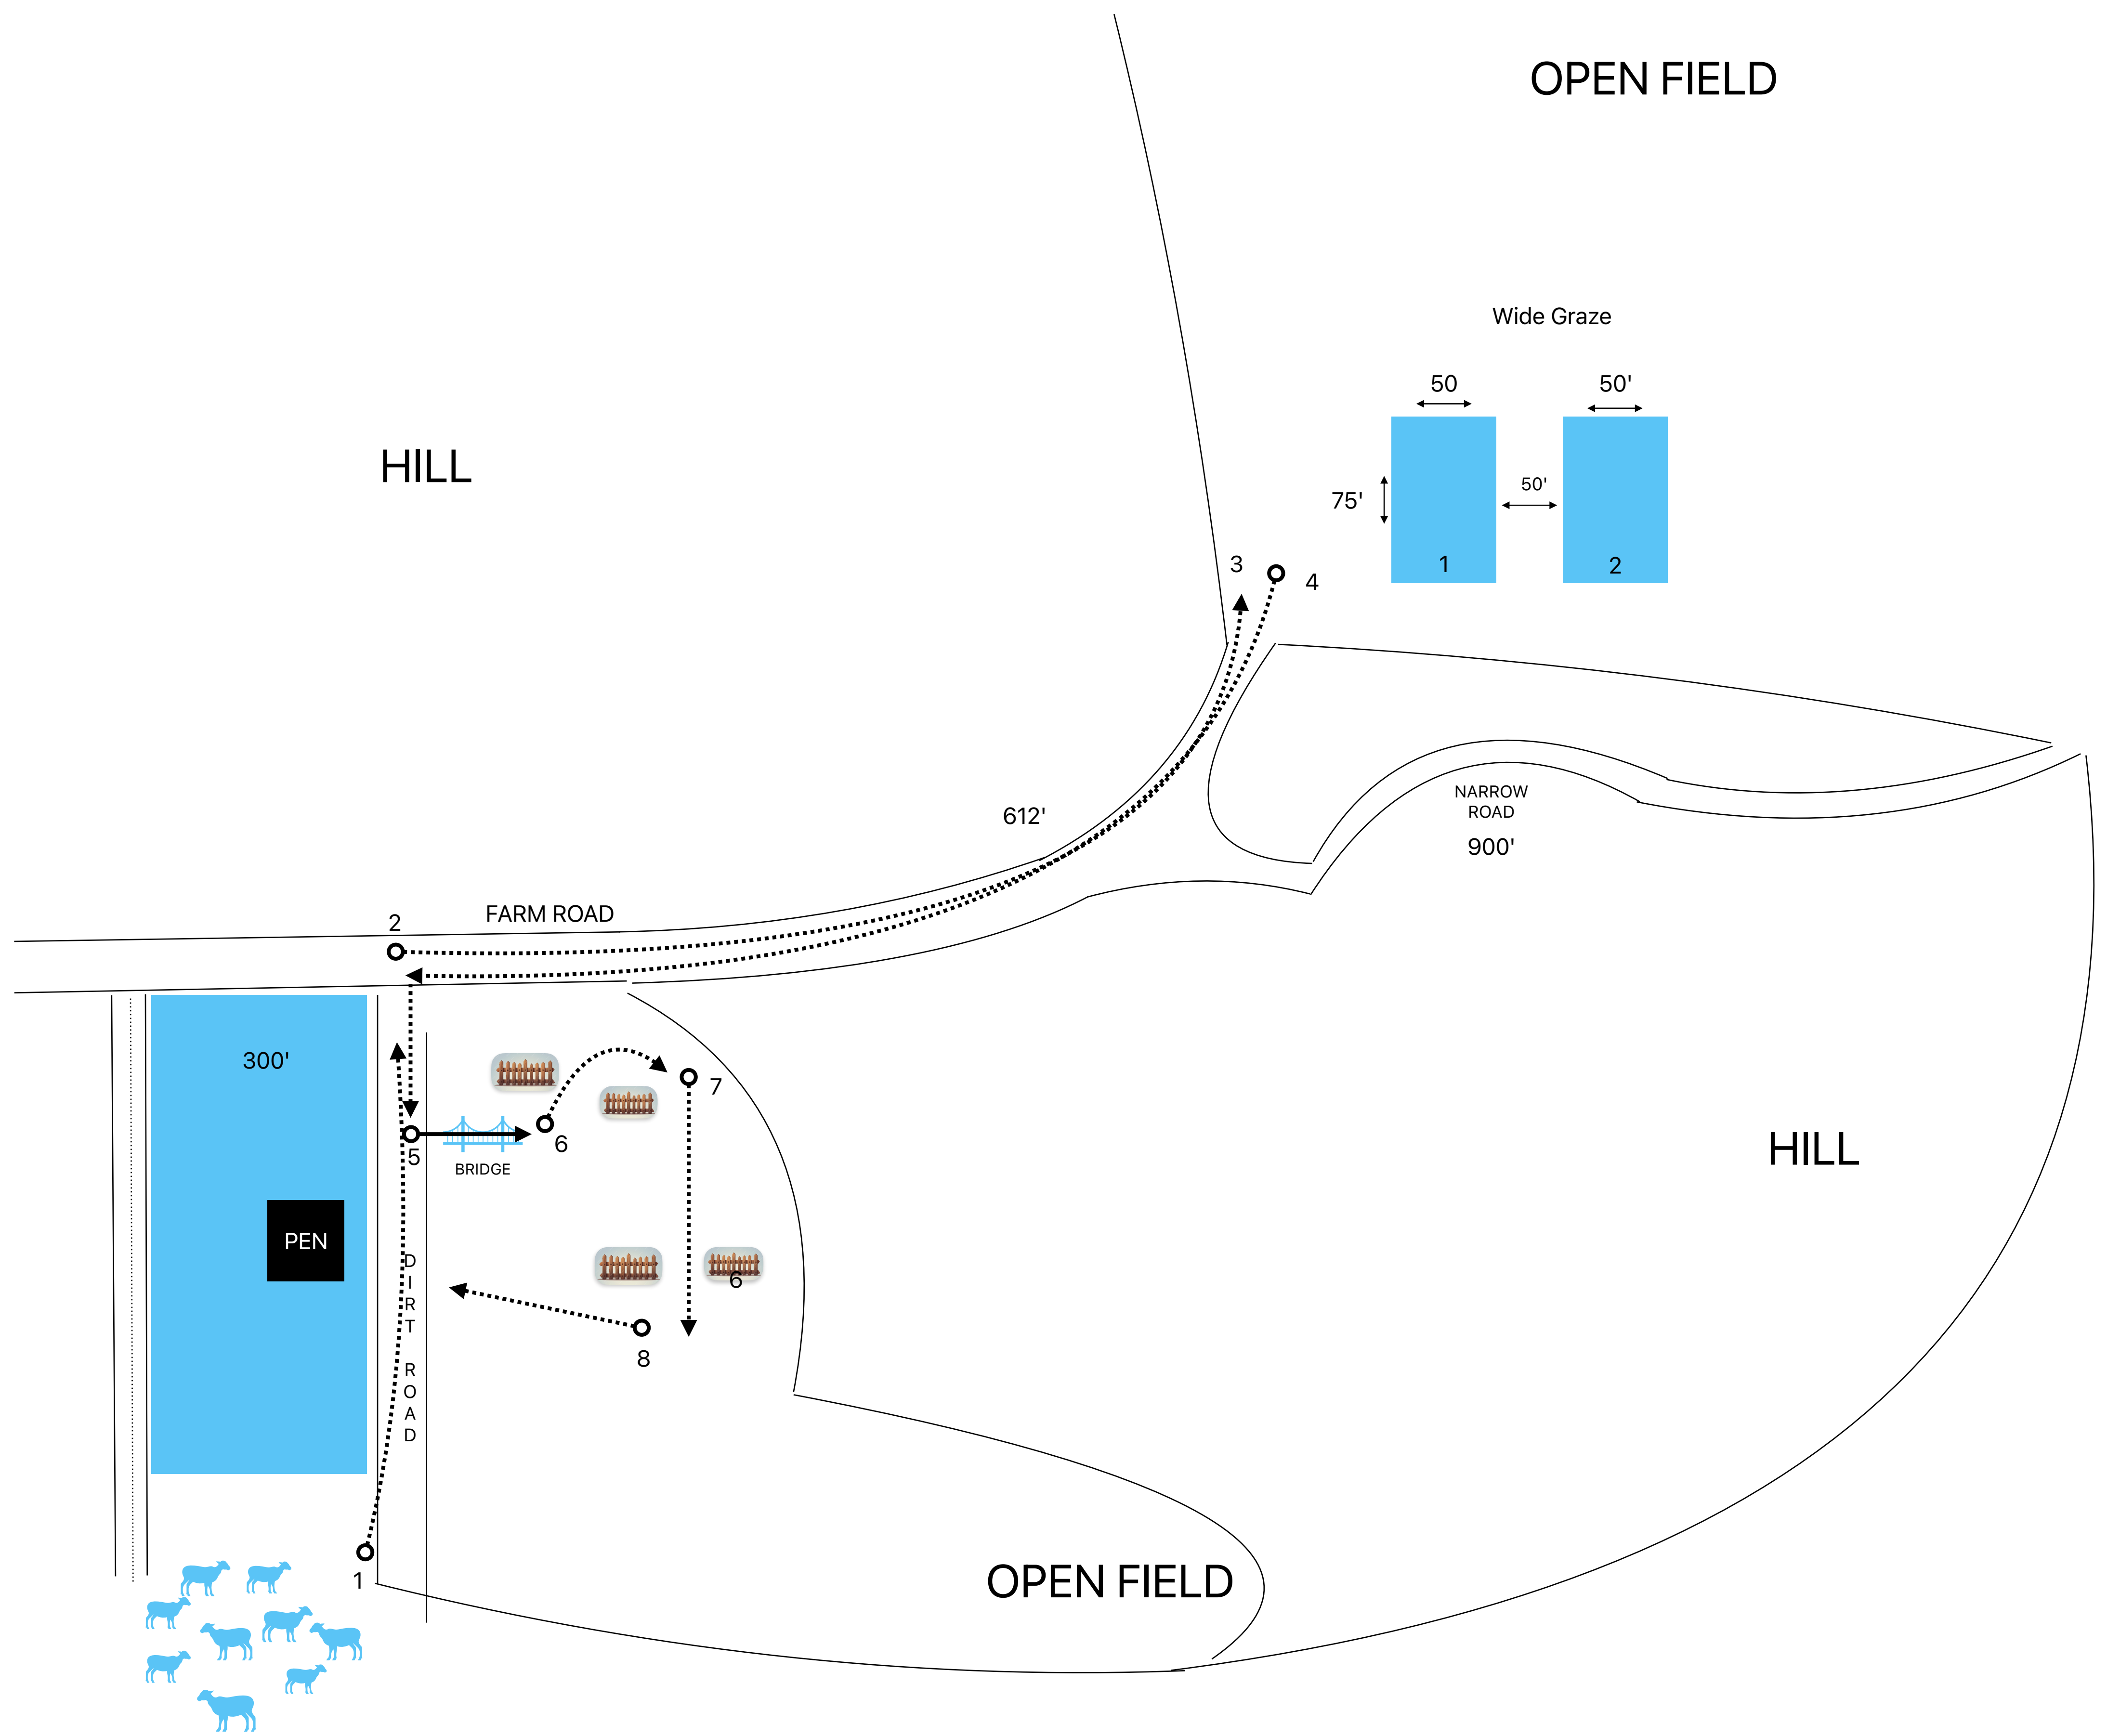 OPEN FIELD
Wide Graze
50
50'
HILL
75'
50'
1
2
3
4
612'
NARROW
ROAD
900'
2
FARM ROAD
300'
7
6
5
BRIDGE
HILL
PEN
D
I
R
T
R
O
A
D
6
8
1
OPEN FIELD